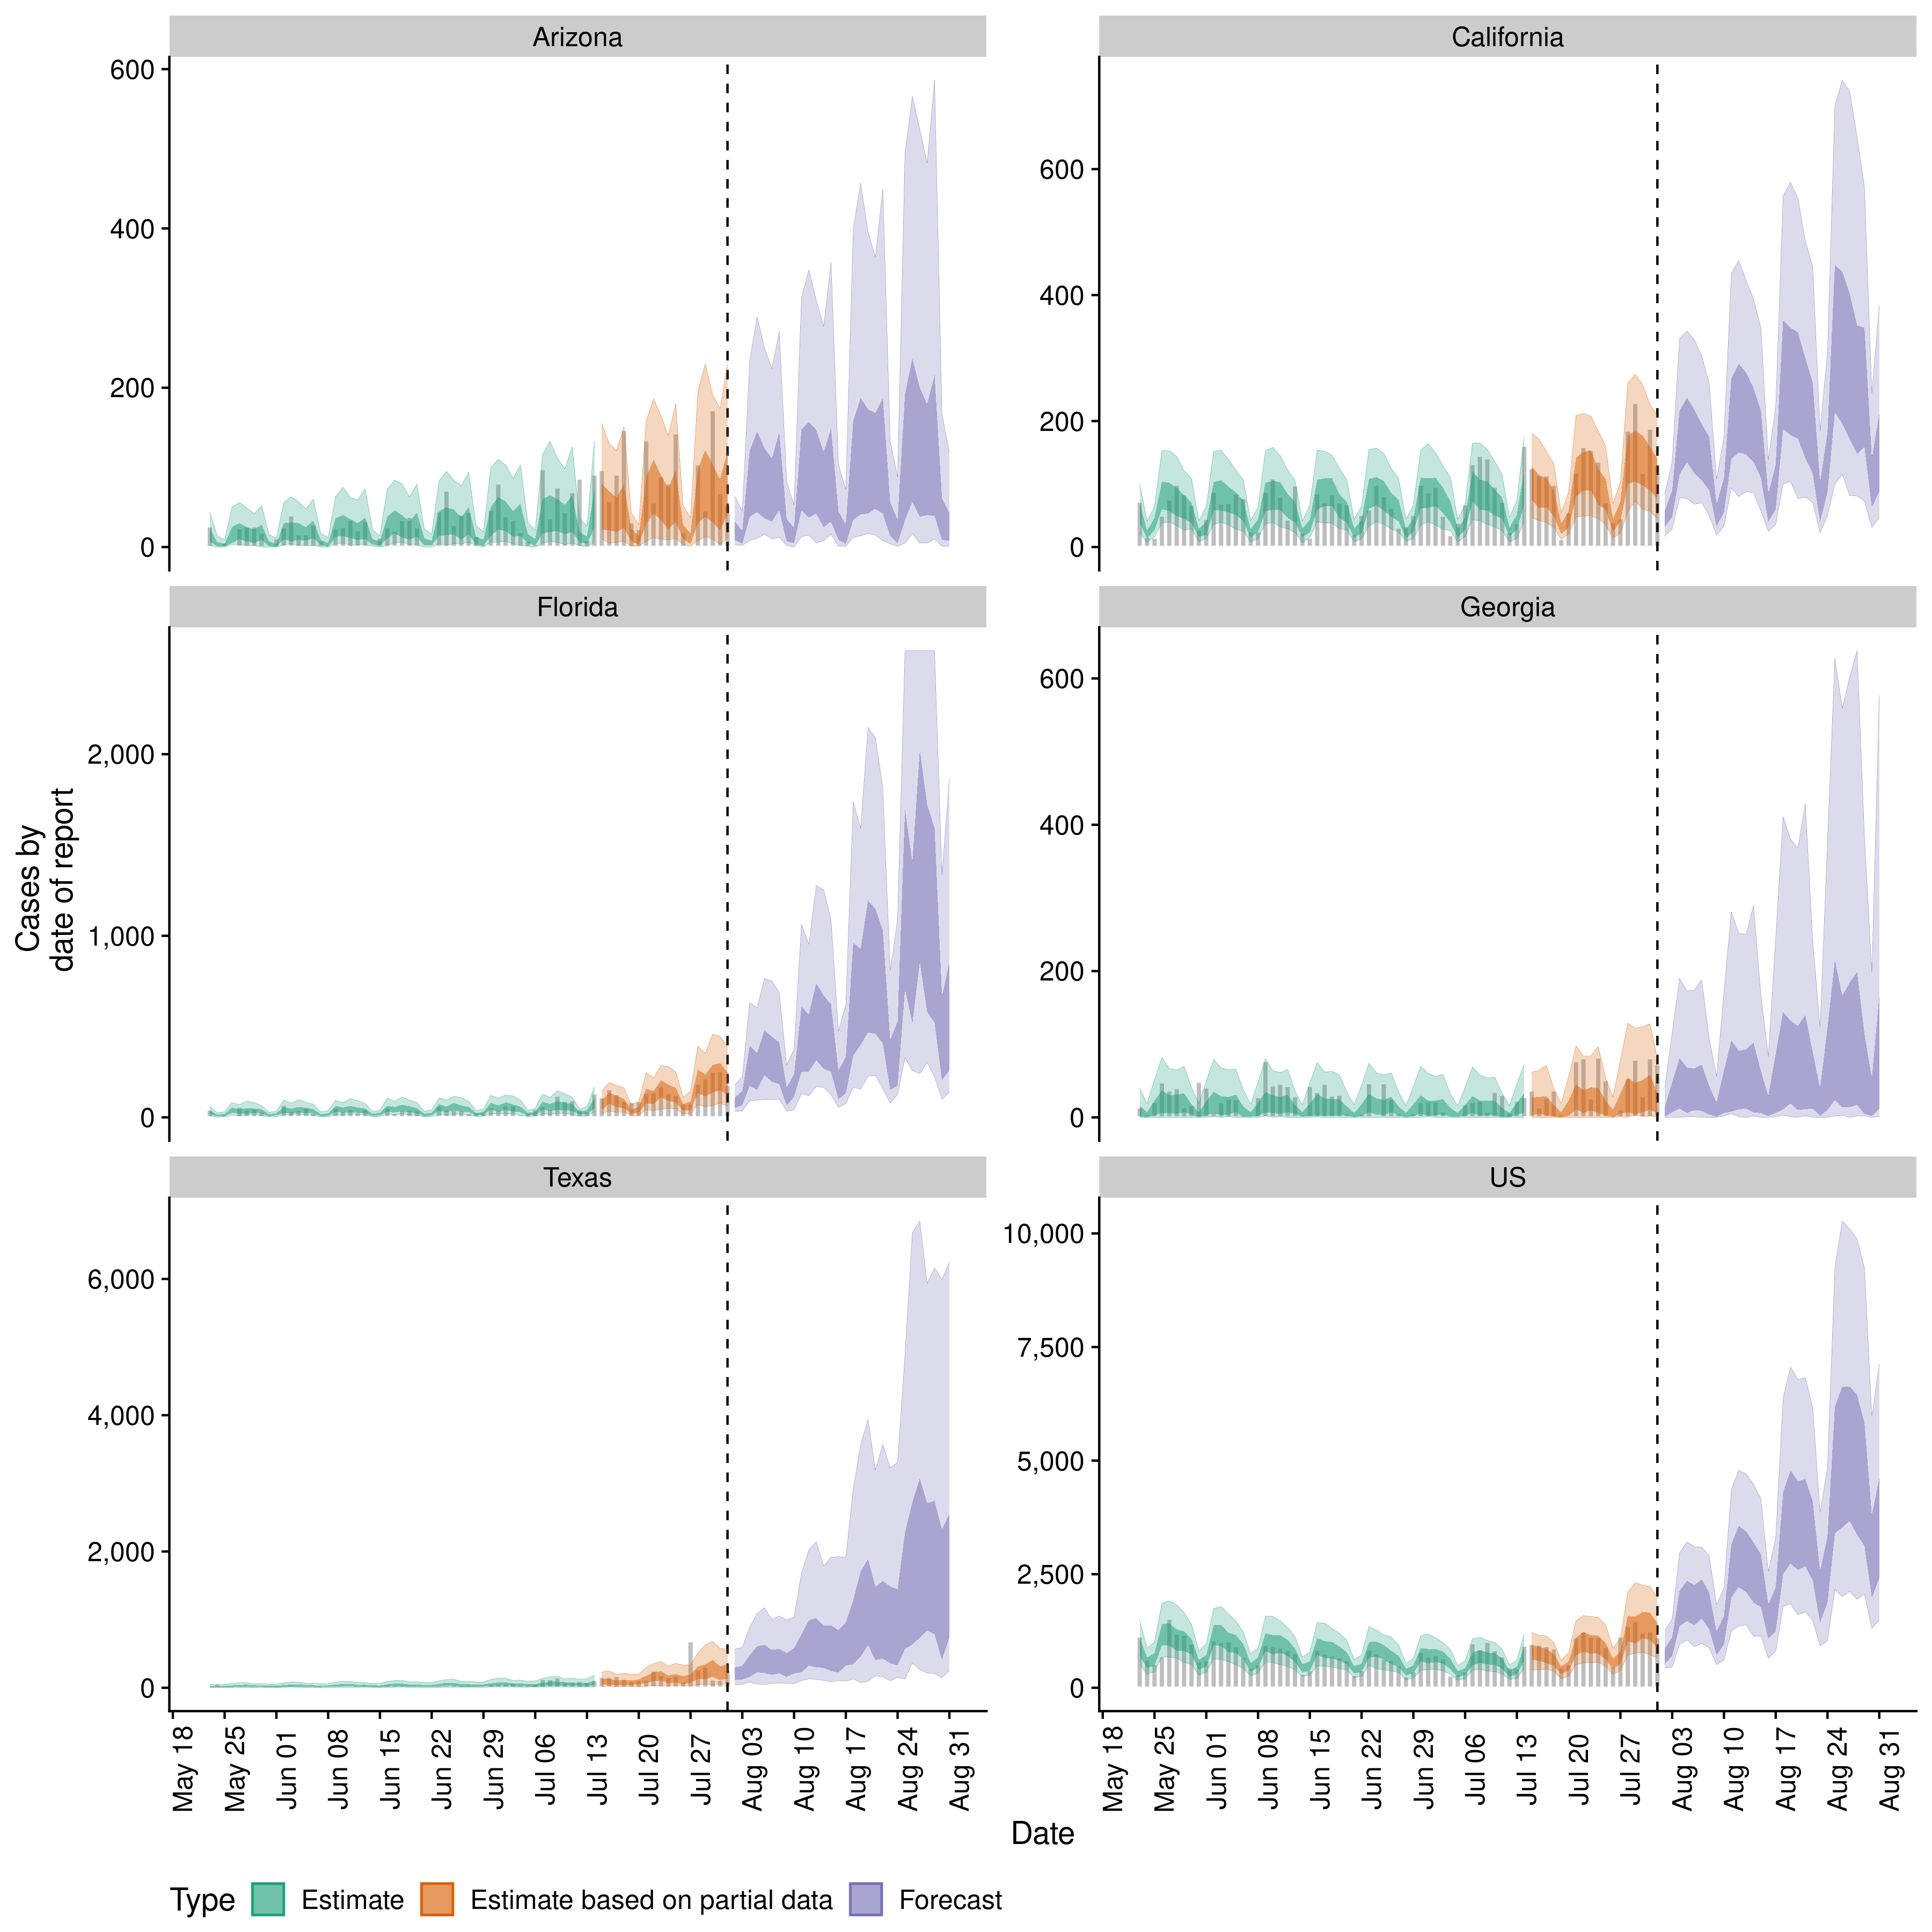 Arizona
California
600
400
200
0
600
400
200
0
Florida
Georgia
2,000
1,000
0
600
400
200
0
Cases by
date of report
Texas
US
6,000
4,000
2,000
0
10,000
7,500
5,000
2,500
0
May 18
May 25
Jun 01
Jun 08
Jun 15
Jun 22
Jun 29
Jul 06
Jul 13
Jul 20
Jul 27
Aug 03
Aug 10
Aug 17
Aug 24
Aug 31
May 18
May 25
Jun 01
Jun 08
Jun 15
Jun 22
Jun 29
Jul 06
Jul 13
Jul 20
Jul 27
Aug 03
Aug 10
Aug 17
Aug 24
Aug 31
Date
Type Estimate Estimate based on partial data Forecast